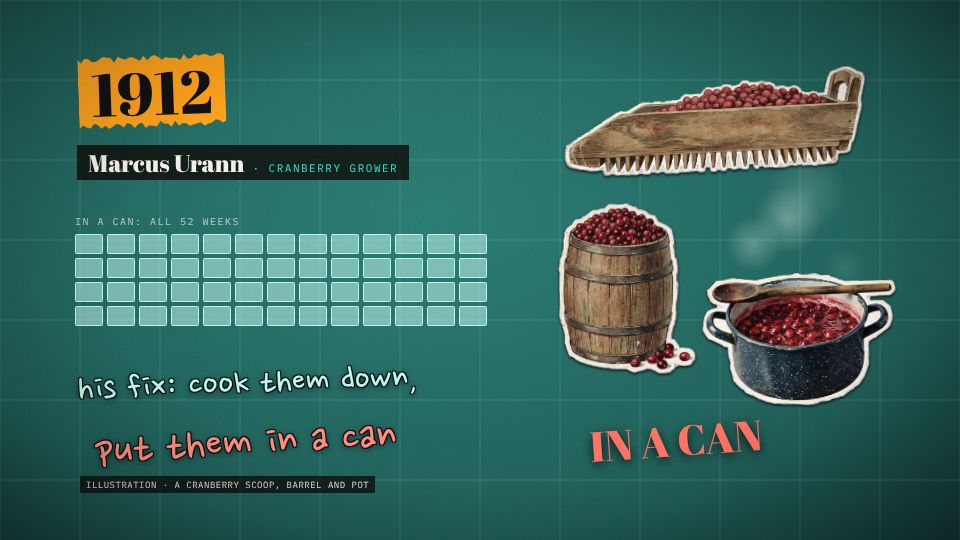 1912
Marcus Urann · CRANBERRY GROWER
IN A CAN: ALL 52 WEEKS
his fix: cook them down,
Put them in a can
ILLUSTRATION · A CRANBERRY SCOOP, BARREL AND POT
IN A CAN